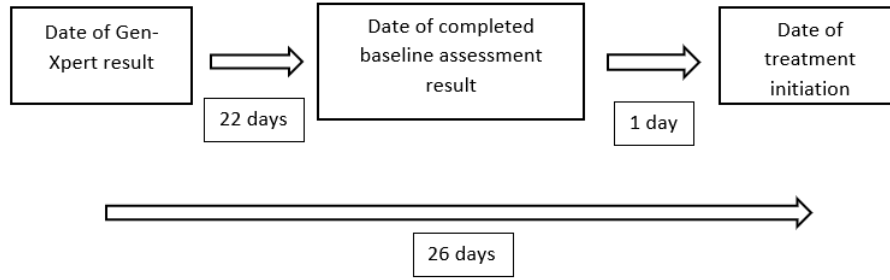 Date of Gen-
Xpert result
22 days
Date of completed
baseline assessment
result
1 day
Date of
treatment
initiation
26 days